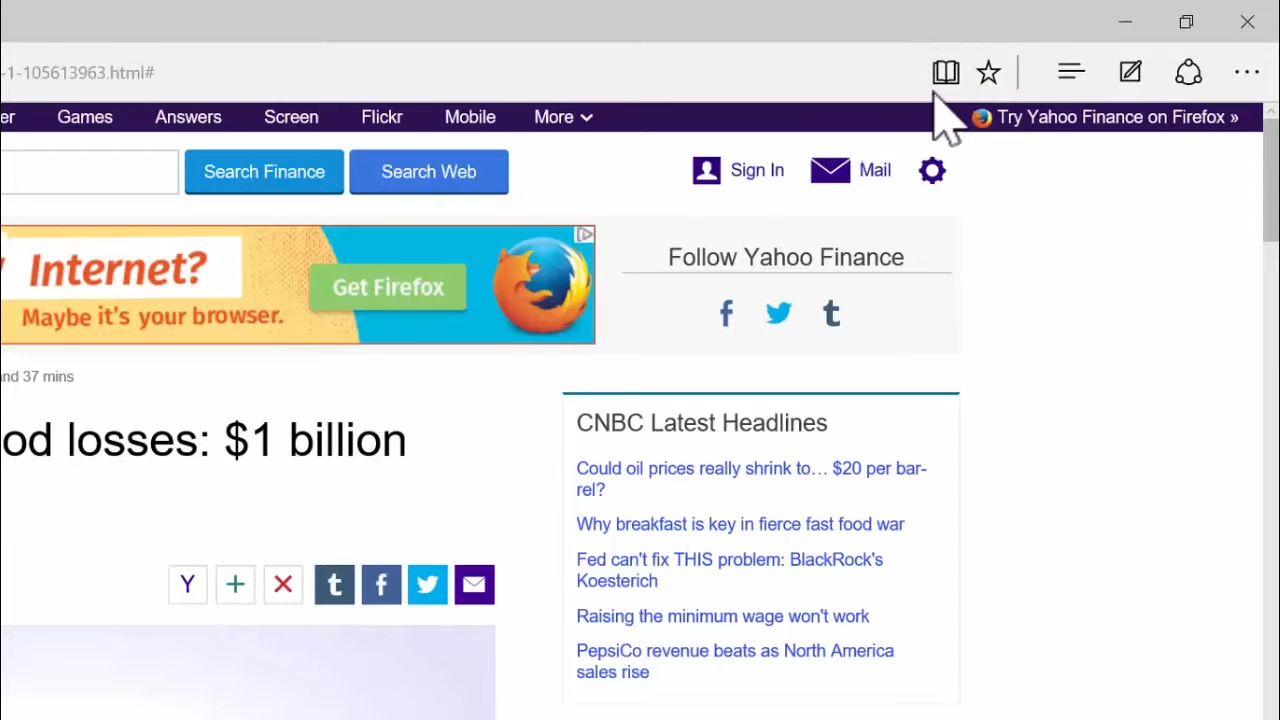 -1-105613963.html#
er Games Answers Screen Flickr Mobile More Try Yahoo Finance on Firefox »
Search Finance Search Web Sign In Mail
Internet?
Maybe it's your browser.
Get Firefox
Follow Yahoo Finance
f t
nd 37 mins
od losses: $1 billion
CNBC Latest Headlines
Could oil prices really shrink to… $20 per bar-
rel?
Why breakfast is key in fierce fast food war
Fed can't fix THIS problem: BlackRock's
Koesterich
Raising the minimum wage won't work
PepsiCo revenue beats as North America
sales rise
Y t f